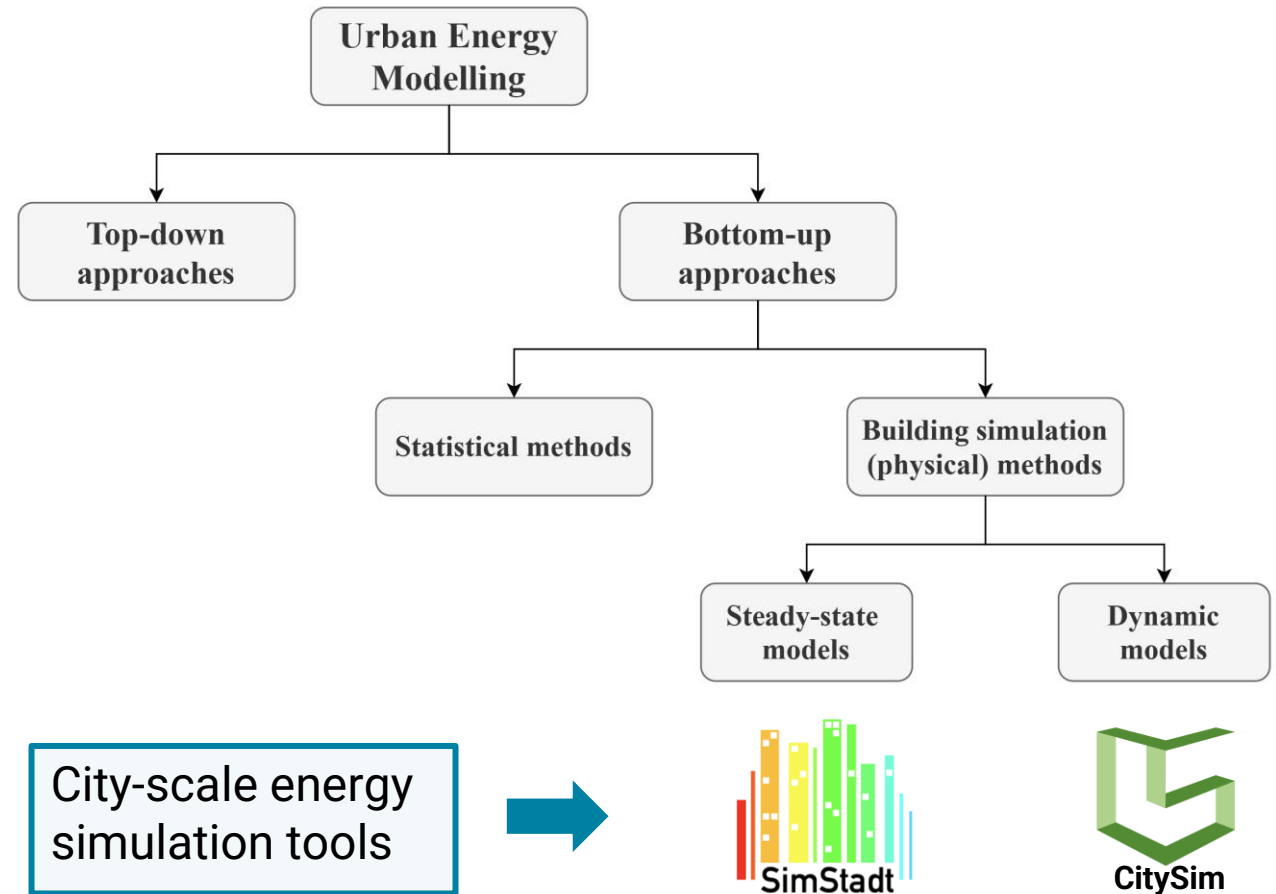 Urban Energy
Modelling
Top-down
approaches
Bottom-up
approaches
Statistical methods
Building simulation
(physical) methods
Steady-state
models
Dynamic
models
City-scale energy
simulation tools
SimStadt
CitySim